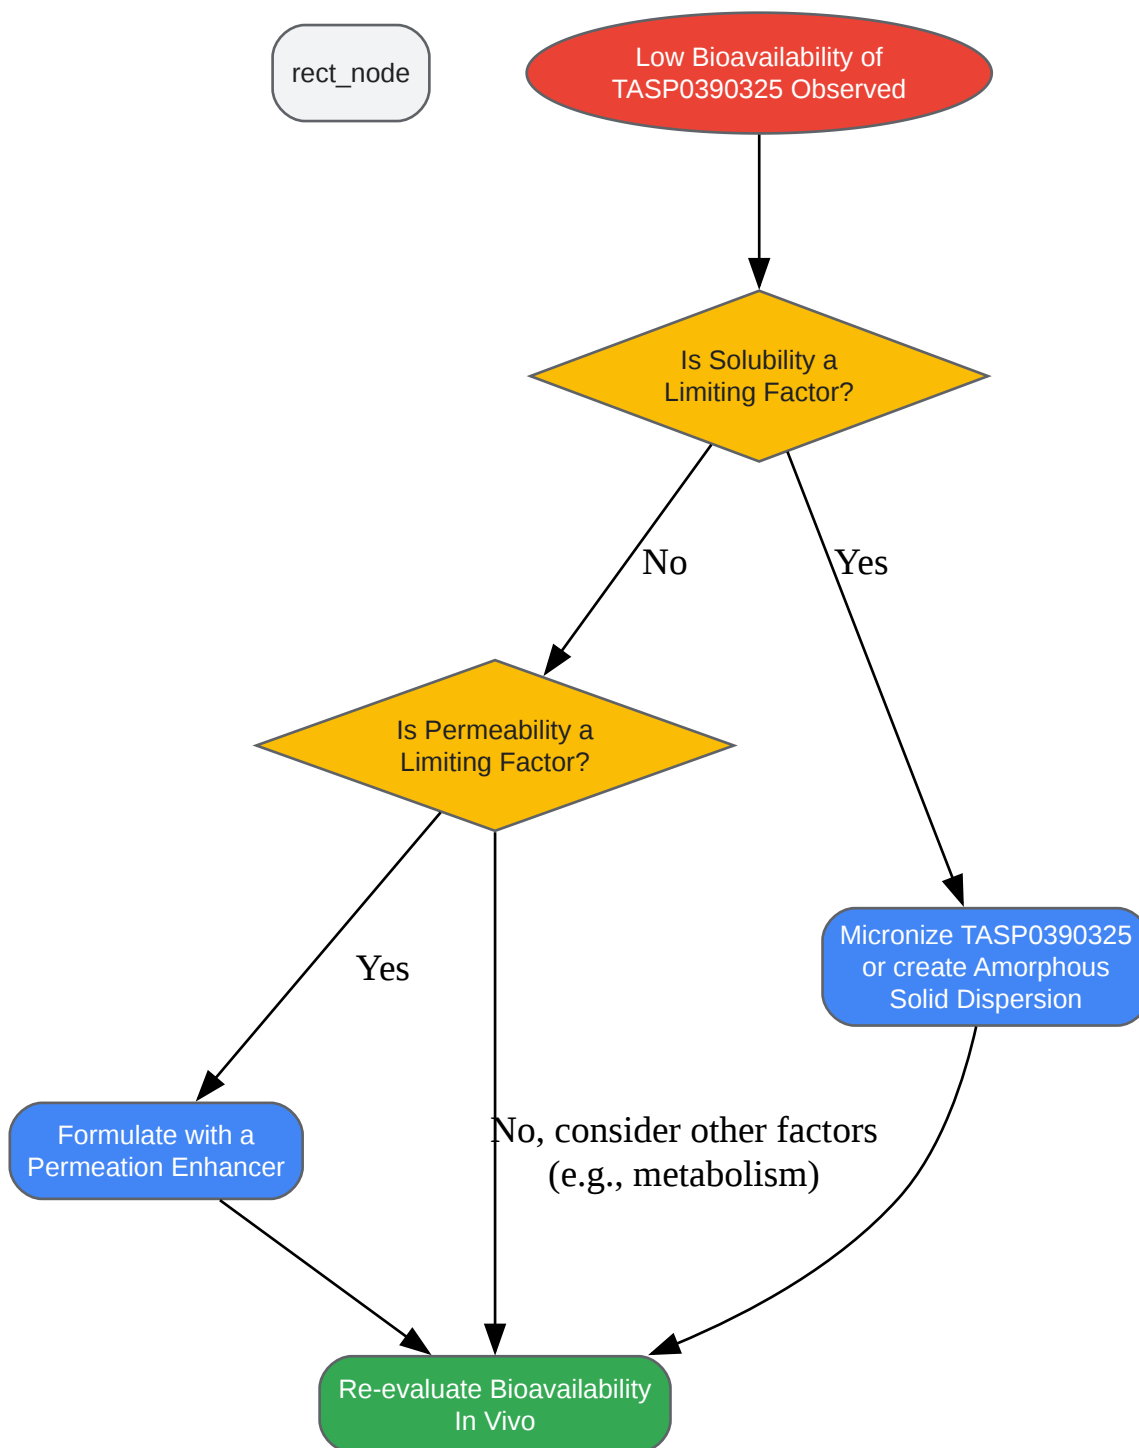 rect_node
Low Bioavailability of
TASP0390325 Observed
Is Solubility a
Limiting Factor?
No
Yes
Is Permeability a
Limiting Factor?
Yes
Micronize TASP0390325
or create Amorphous
Solid Dispersion
Formulate with a
Permeation Enhancer
No, consider other factors
(e.g., metabolism)
Re-evaluate Bioavailability
In Vivo